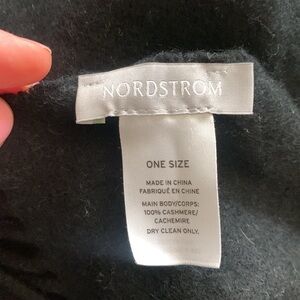 NORDSTROM
ONE SIZE
MADE IN CHINA
FABRIQUÉ EN CHINE
MAIN BODY/CORPS:
100% CASHMERE/
CACHEMIRE.
DRY CLEAN ONLY.